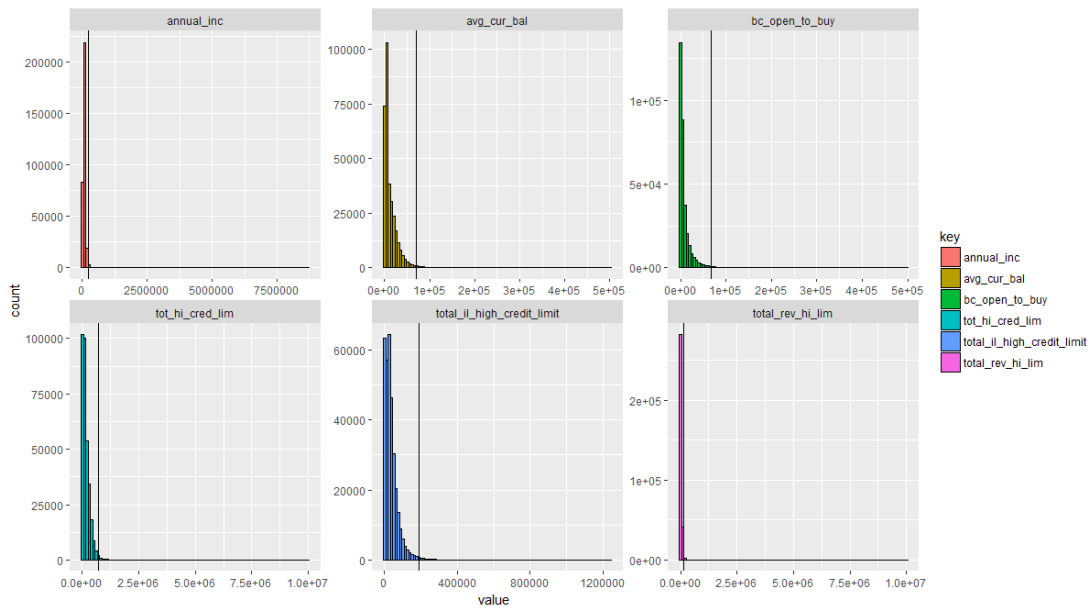 annual_inc
avg_cur_bal
bc_open_to_buy
200000
150000
100000
50000
0
100000
75000
50000
25000
0
1e+05
5e+04
0e+00
0 2500000 5000000 7500000
0e+00 1e+05 2e+05 3e+05 4e+05 5e+05
0e+00 1e+05 2e+05 3e+05 4e+05 5e+05
count
tot_hi_cred_lim
total_il_high_credit_limit
total_rev_hi_lim
100000
75000
50000
25000
0
60000
40000
20000
0
2e+05
1e+05
0e+00
0.0e+00 2.5e+06 5.0e+06 7.5e+06 1.0e+07
0 400000 800000 1200000
0.0e+00 2.5e+06 5.0e+06 7.5e+06 1.0e+07
value
key
annual_inc
avg_cur_bal
bc_open_to_buy
tot_hi_cred_lim
total_il_high_credit_limit
total_rev_hi_lim